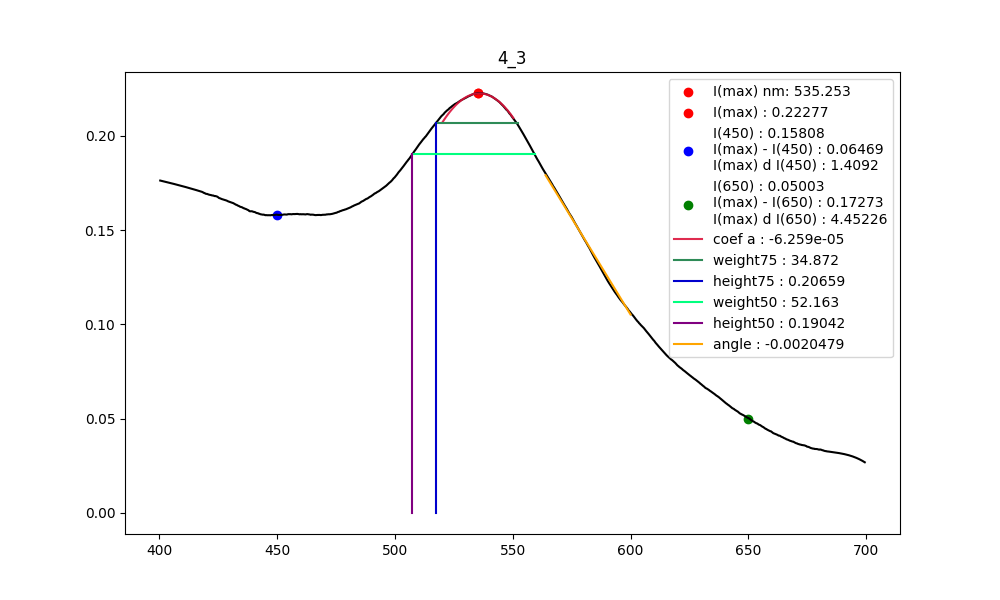 4_3
I(max) nm: 535.253
I(max) : 0.22277
I(450) : 0.15808
I(max) - I(450) : 0.06469
I(max) d I(450) : 1.4092
I(650) : 0.05003
I(max) - I(650) : 0.17273
I(max) d I(650) : 4.45226
coef a : -6.259e-05
weight75 : 34.872
height75 : 0.20659
weight50 : 52.163
height50 : 0.19042
angle : -0.0020479
0.20
0.15
0.10
0.05
0.00
400 450 500 550 600 650 700